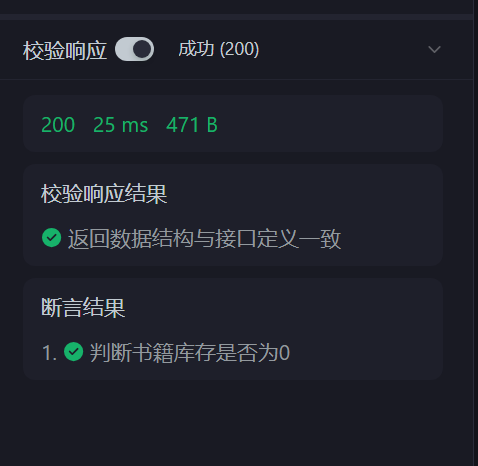 校验响应 成功 (200)
200 25 ms 471 B
校验响应结果
返回数据结构与接口定义一致
断言结果
1. 判断书籍库存是否为0